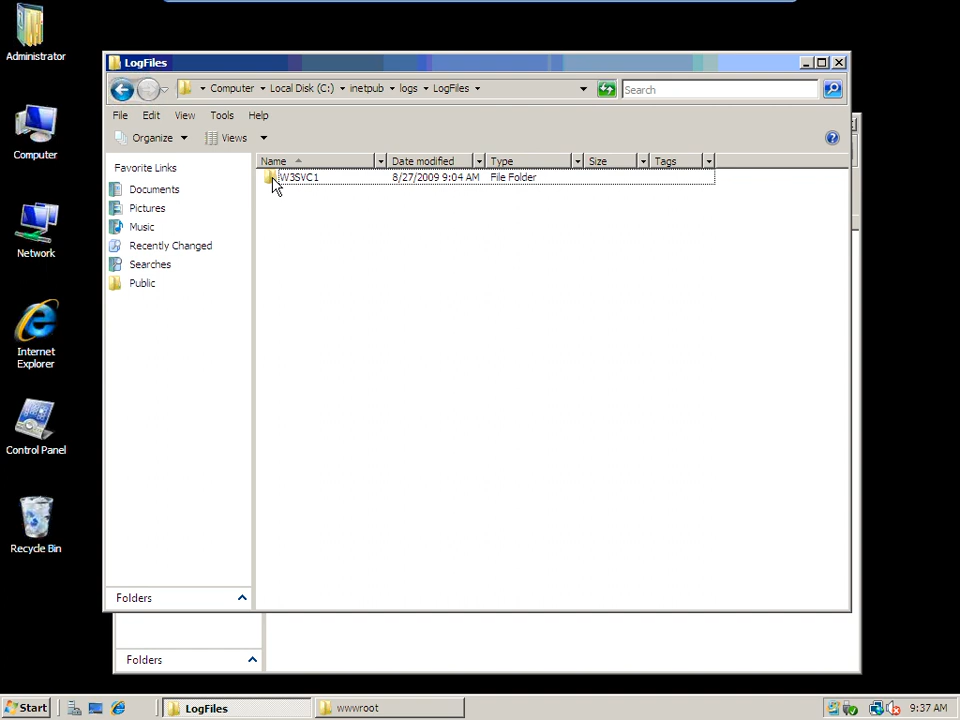 Administrator
Computer
Network
Internet
Explorer
Control Panel
Recycle Bin
LogFiles
Computer Local Disk (C:) inetpub logs LogFiles
Search
File Edit View Tools Help
Organize Views
Favorite Links
Documents
Pictures
Music
Recently Changed
Searches
Public
Folders
Name Date modified Type Size Tags
W3SVC1 8/27/2009 9:04 AM File Folder
Folders
Start
LogFiles
wwwroot
9:37 AM